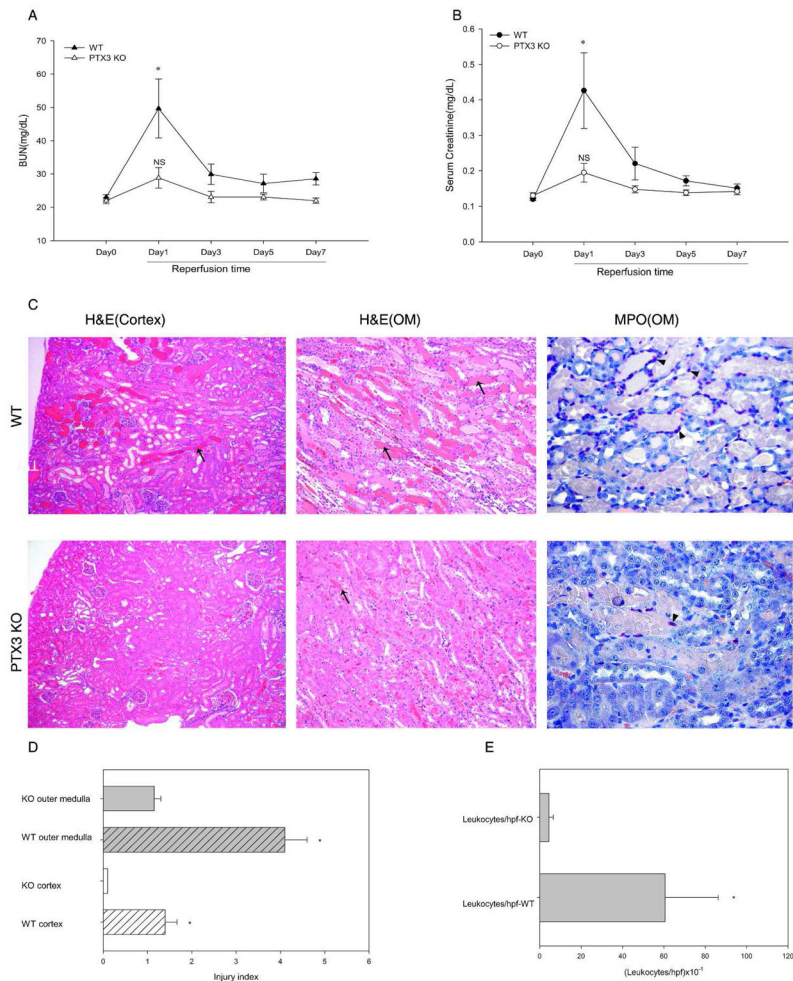 A
70
60
50
40
30
20
10
BUN(mg/dL)
WT
PTX3 KO
*
NS
Day0 Day1 Day3 Day5 Day7
Reperfusion time
B
0.6
0.5
0.4
0.3
0.2
0.1
0.0
Serum Creatinine(mg/dL)
WT
PTX3 KO
*
NS
Day0 Day1 Day3 Day5 Day7
Reperfusion time
C
H&E(Cortex) H&E(OM) MPO(OM)
WT
PTX3 KO
D
KO outer medulla
WT outer medulla
*
KO cortex
WT cortex
*
0 1 2 3 4 5 6
Injury index
E
Leukocytes/hpf-KO
Leukocytes/hpf-WT
*
0 20 40 60 80 100 120
(Leukocytes/hpf)x10⁻¹